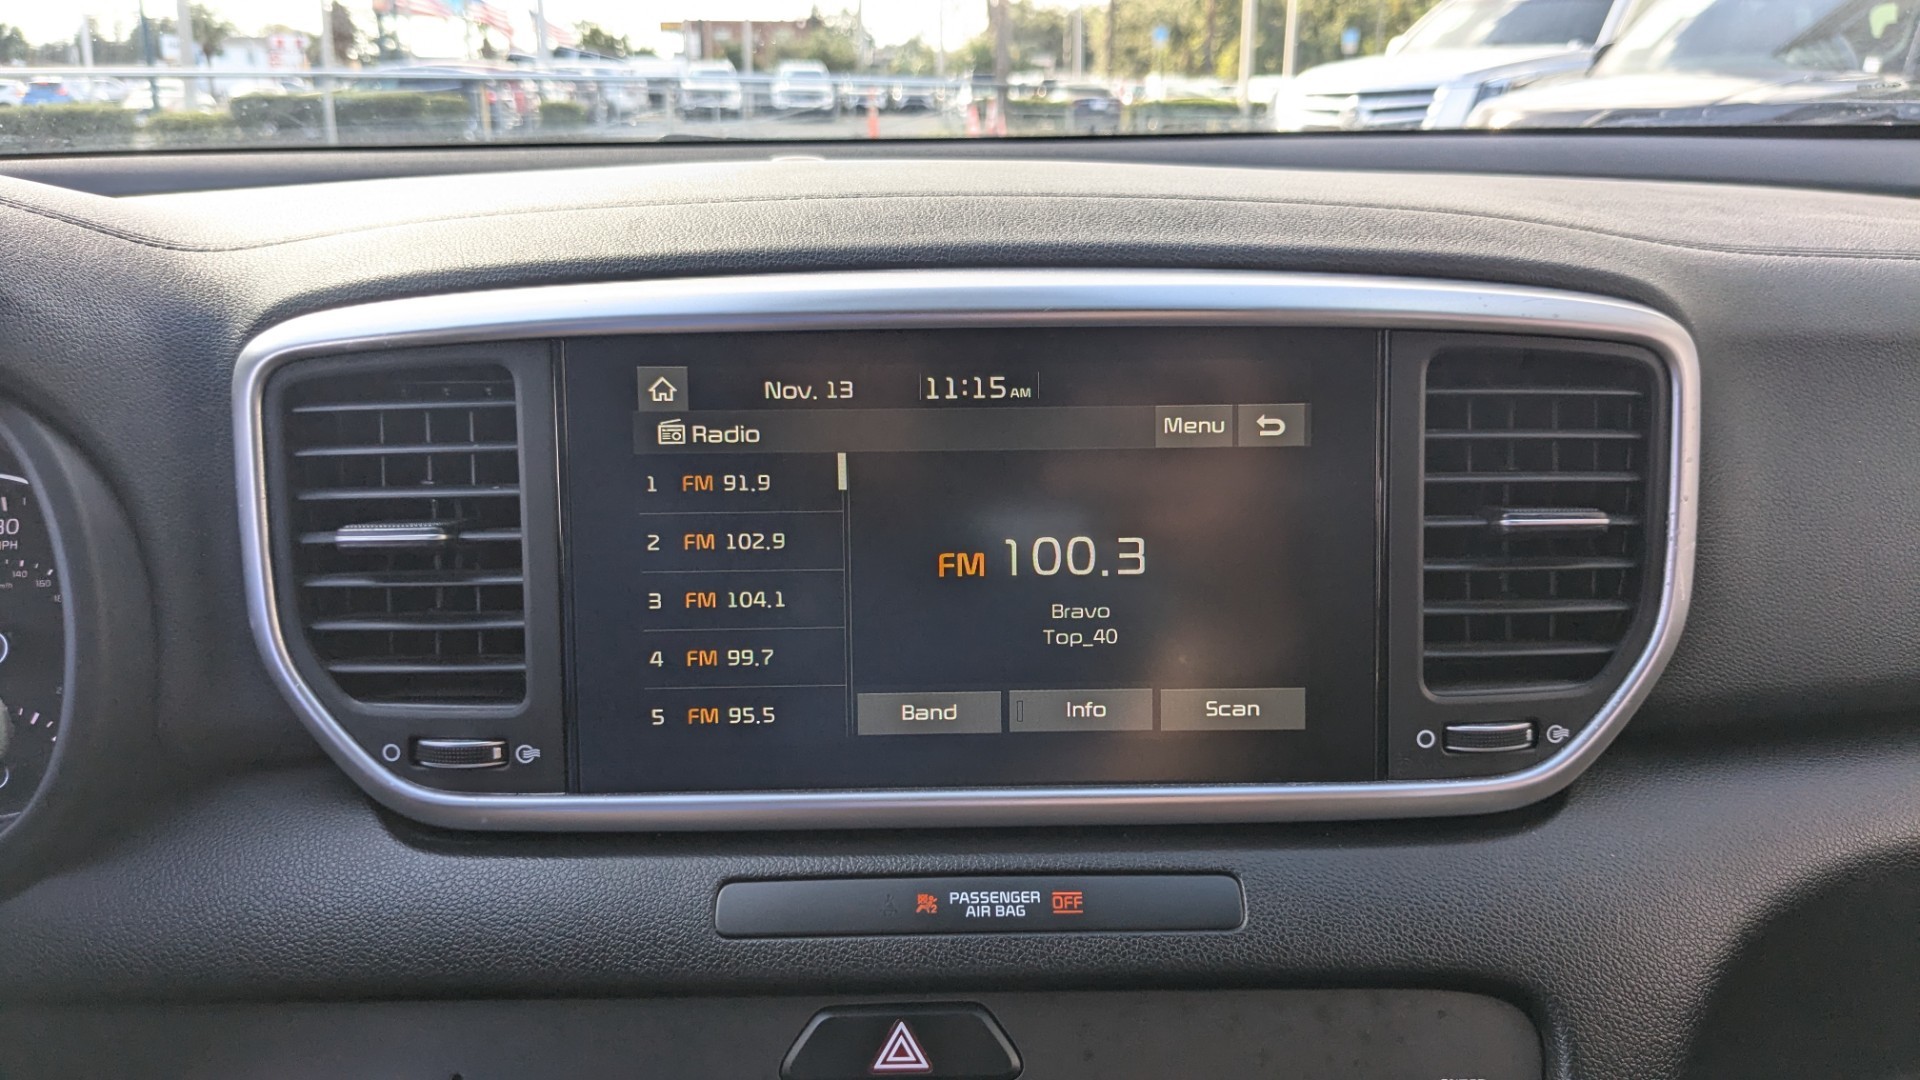 Nov. 13 11:15 AM
Radio Menu
1 FM 91.9
2 FM 102.9
3 FM 104.1
4 FM 99.7
5 FM 95.5
FM 100.3
Bravo
Top_40
Band Info Scan
PASSENGER
AIR BAG OFF
140 160